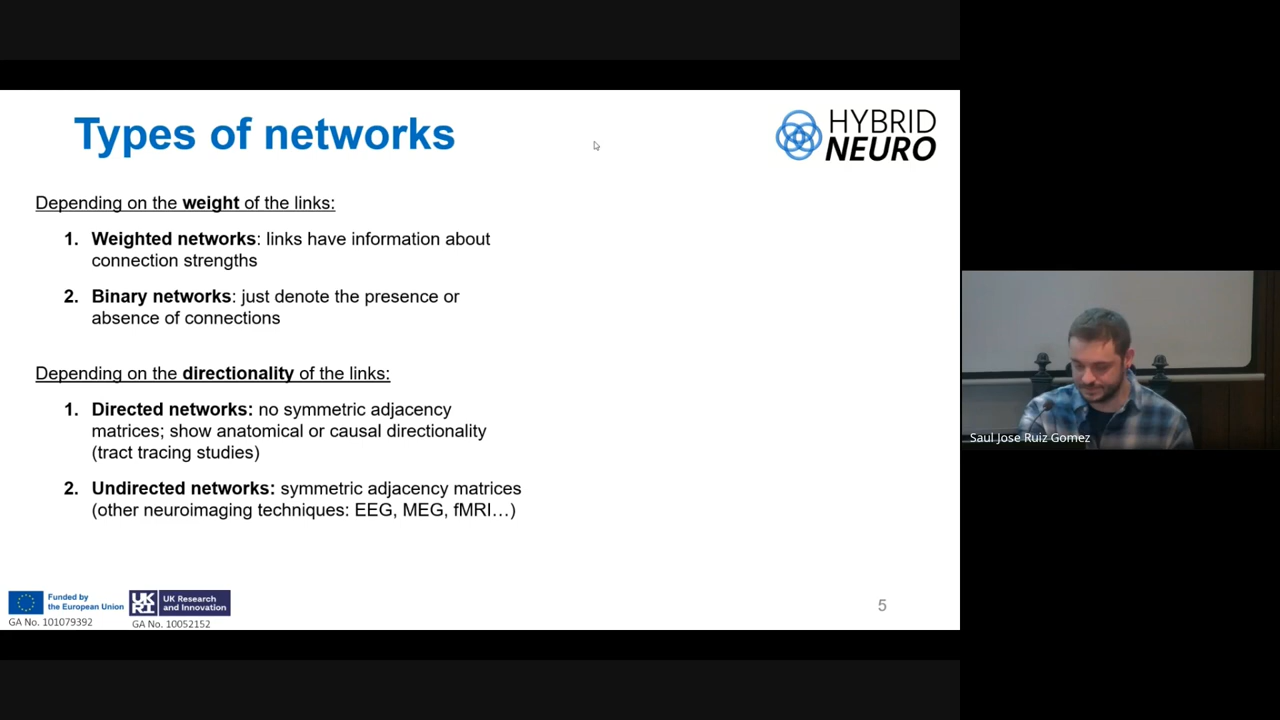 Types of networks
HYBRID
NEURO
Depending on the weight of the links:
1. Weighted networks: links have information about
connection strengths
2. Binary networks: just denote the presence or
absence of connections
Depending on the directionality of the links:
1. Directed networks: no symmetric adjacency
matrices; show anatomical or causal directionality
(tract tracing studies)
2. Undirected networks: symmetric adjacency matrices
(other neuroimaging techniques: EEG, MEG, fMRI…)
Saul Jose Ruiz Gomez
Funded by
the European Union
GA No. 101079392
UK
RI
UK Research
and Innovation
GA No. 10052152
5